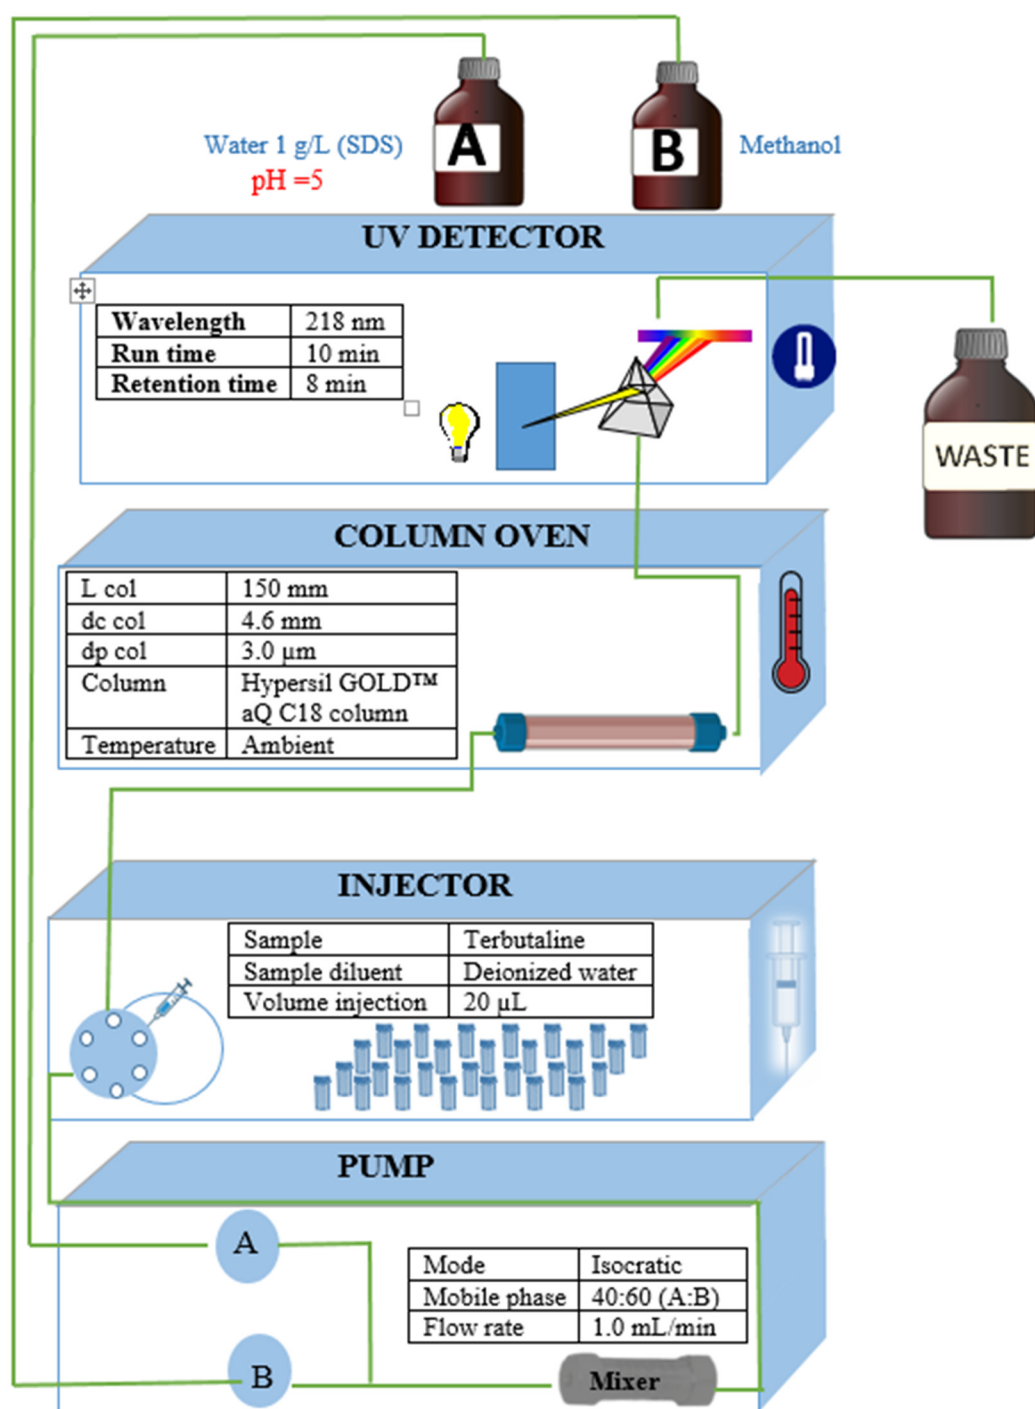 A
B
Water 1 g/L (SDS)
pH =5
Methanol
UV DETECTOR
Wavelength 218 nm
Run time 10 min
Retention time 8 min
WASTE
COLUMN OVEN
L col 150 mm
dc col 4.6 mm
dp col 3.0 µm
Column Hypersil GOLD™
aQ C18 column
Temperature Ambient
INJECTOR
Sample Terbutaline
Sample diluent Deionized water
Volume injection 20 µL
PUMP
A
Mode Isocratic
Mobile phase 40:60 (A:B)
Flow rate 1.0 mL/min
B
Mixer